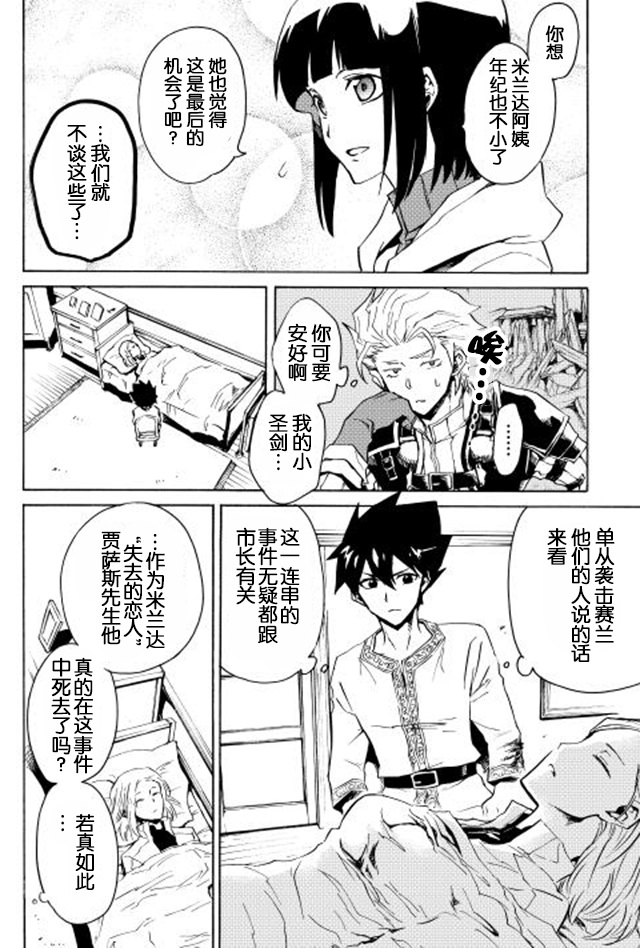 你想
米兰达阿姨
年纪也不小了
她也觉得
这是最后的
机会了吧？
…我们就
不谈这些了…
唉…
……
你可要
安好啊
我的小
圣剑…
单从袭击赛兰
他们的人说的话
来看
这一连串的
事件无疑都跟
市长有关
…作为米兰达
“失去的恋人”
贾萨斯先生他
真的在这事件
中死去了吗？
若真如此
…